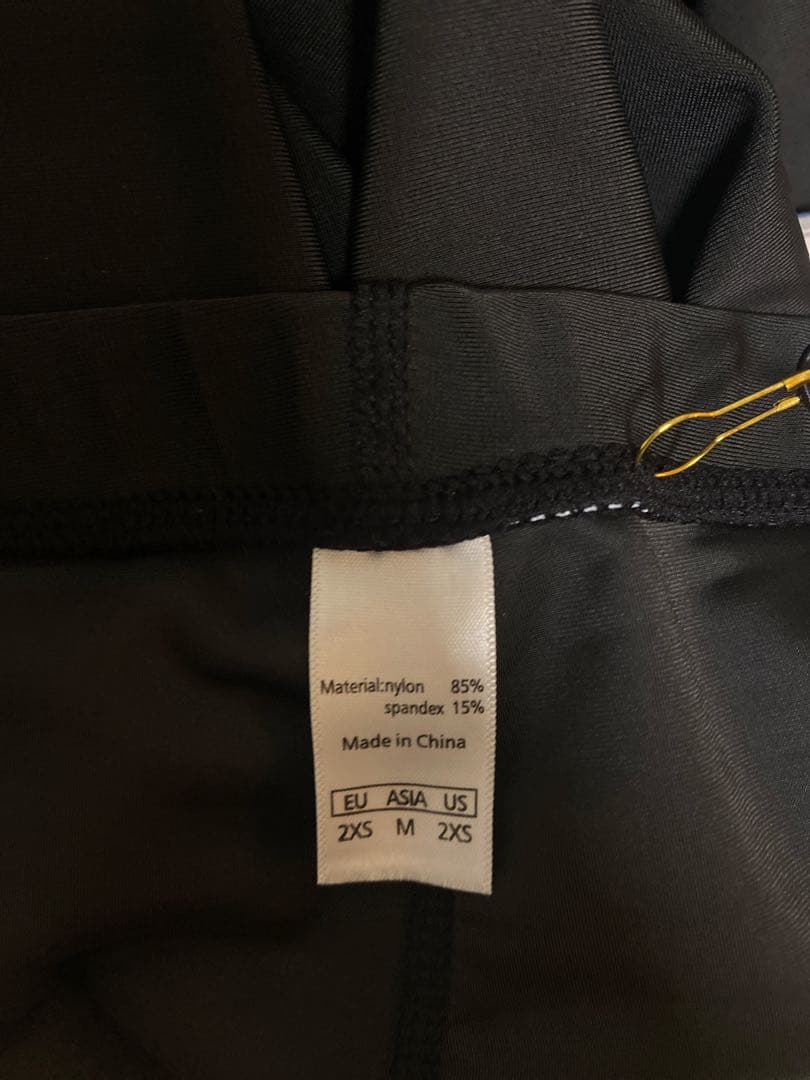 Material:nylon 85%
spandex 15%
Made in China
EU ASIA US
2XS M 2XS